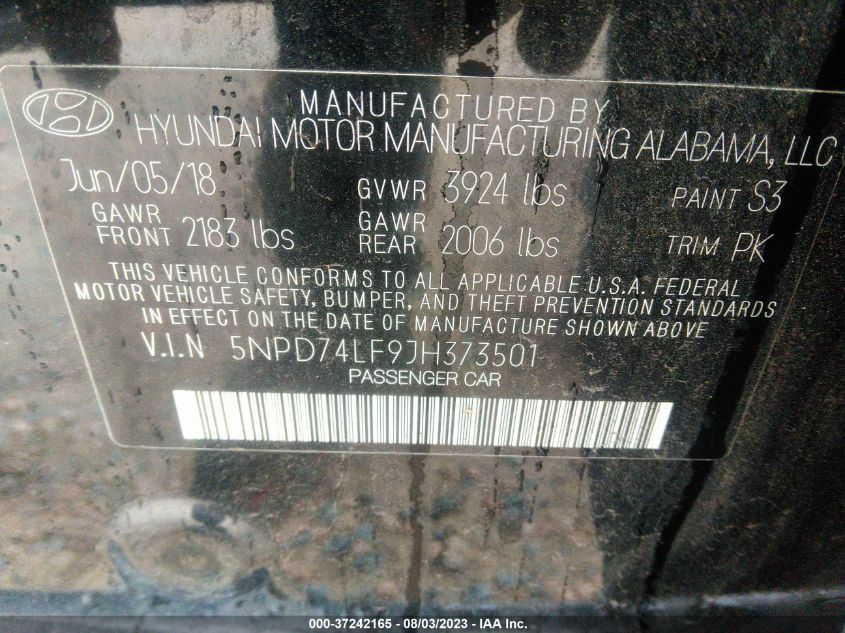 MANUFACTURED BY
HYUNDAI MOTOR MANUFACTURING ALABAMA, LLC
Jun/05/18 GVWR 3924 lbs PAINT S3
GAWR FRONT 2183 lbs GAWR REAR 2006 lbs TRIM PK
THIS VEHICLE CONFORMS TO ALL APPLICABLE U.S.A. FEDERAL
MOTOR VEHICLE SAFETY, BUMPER, AND THEFT PREVENTION STANDARDS
IN EFFECT ON THE DATE OF MANUFACTURE SHOWN ABOVE
V.I.N 5NPD74LF9JH373501
PASSENGER CAR
000-37242165 - 08/03/2023 - IAA Inc.